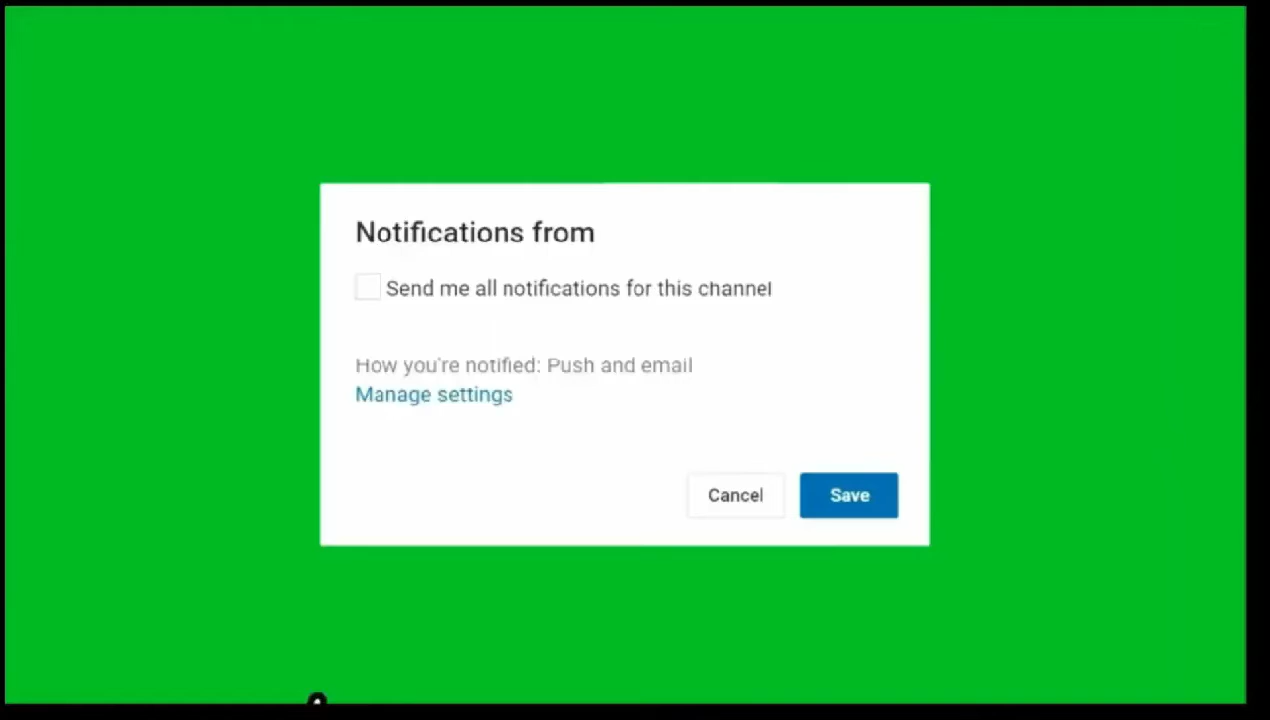 Notifications from
Send me all notifications for this channel
How you're notified: Push and email
Manage settings
Cancel
Save